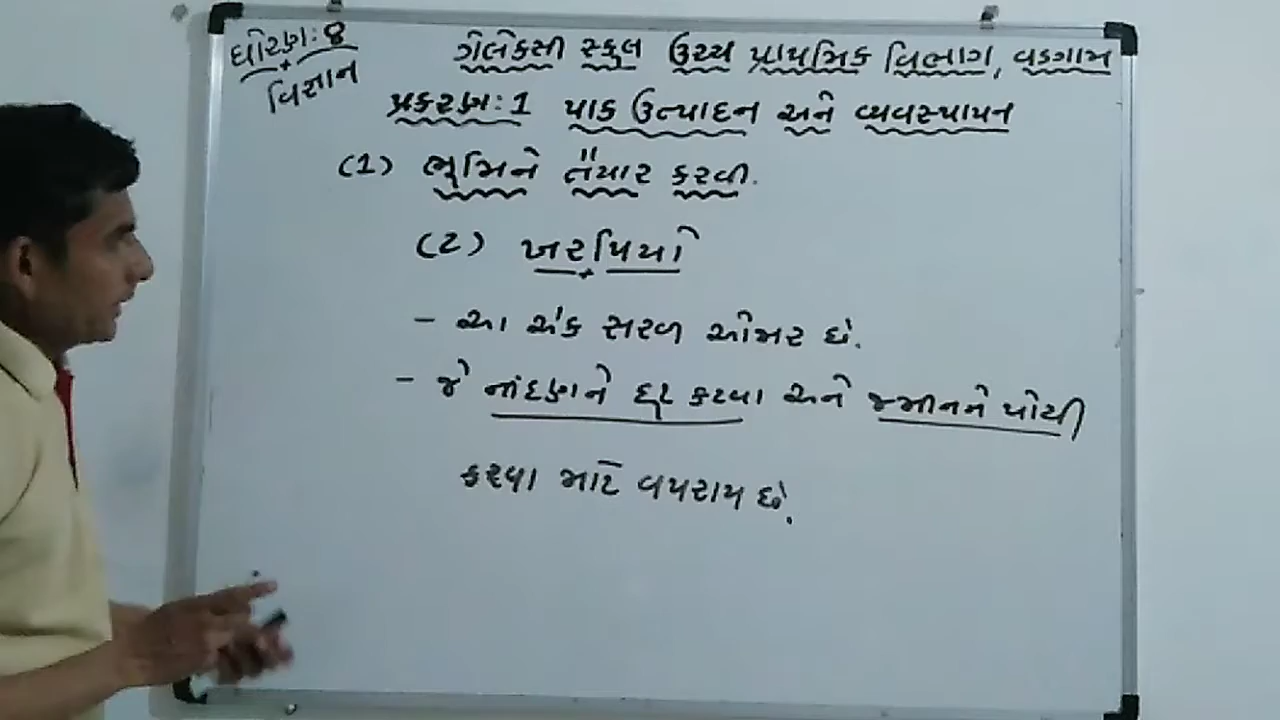 ધોરણ: 8
વિજ્ઞાન
ગેલેક્સી સ્કુલ ઉચ્ચ પ્રાથમિક વિભાગ, વડગામ
પ્રકરણ: 1 પાક ઉત્પાદન અને વ્યવસ્થાપન
(1) ભૂમિને તૈયાર કરવી.
(2) ખરપિયો
- આ એક સરળ ઓજાર છે.
- જે નીંદણને દૂર કરવા અને જમીનને પોચી
કરવા માટે વપરાય છે.